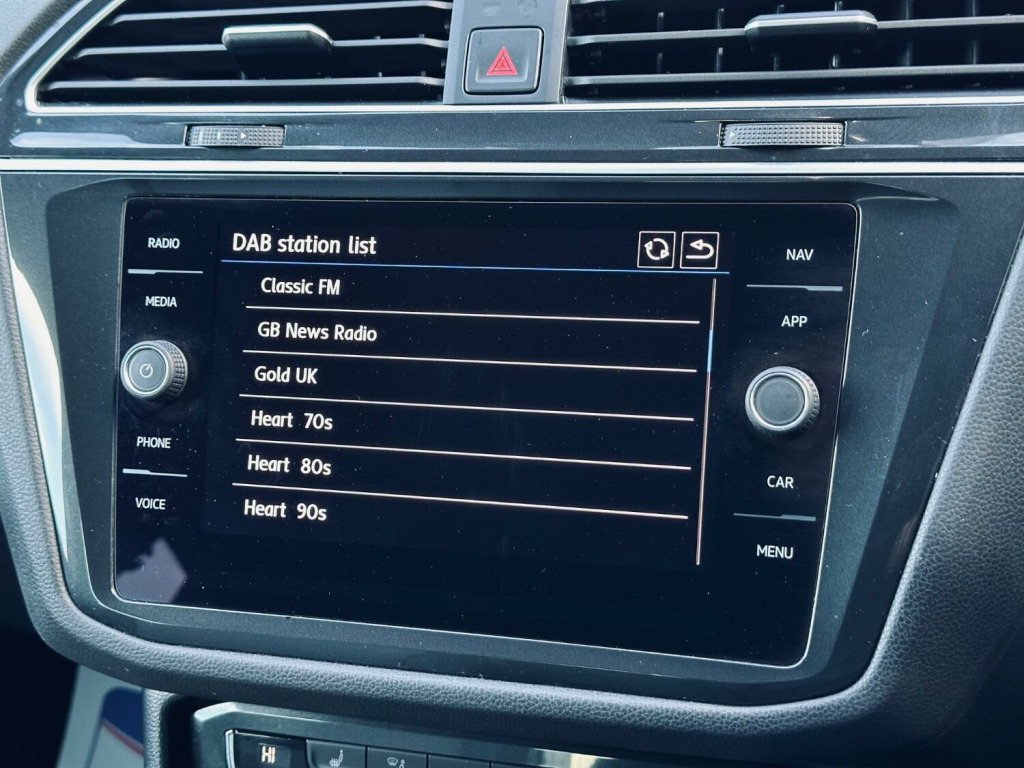 RADIO
MEDIA
PHONE
VOICE
DAB station list
Classic FM
GB News Radio
Gold UK
Heart 70s
Heart 80s
Heart 90s
NAV
APP
CAR
MENU
HI